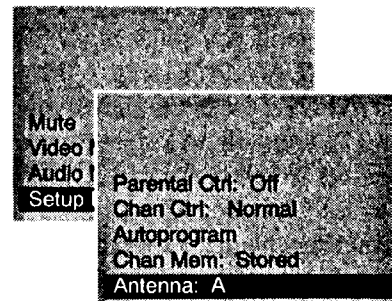 Mute
Video
Audio
Setup
Parental Ctrl: Off
Chan Ctrl: Normal
Autoprogram
Chan Mem: Stored
Antenna: A